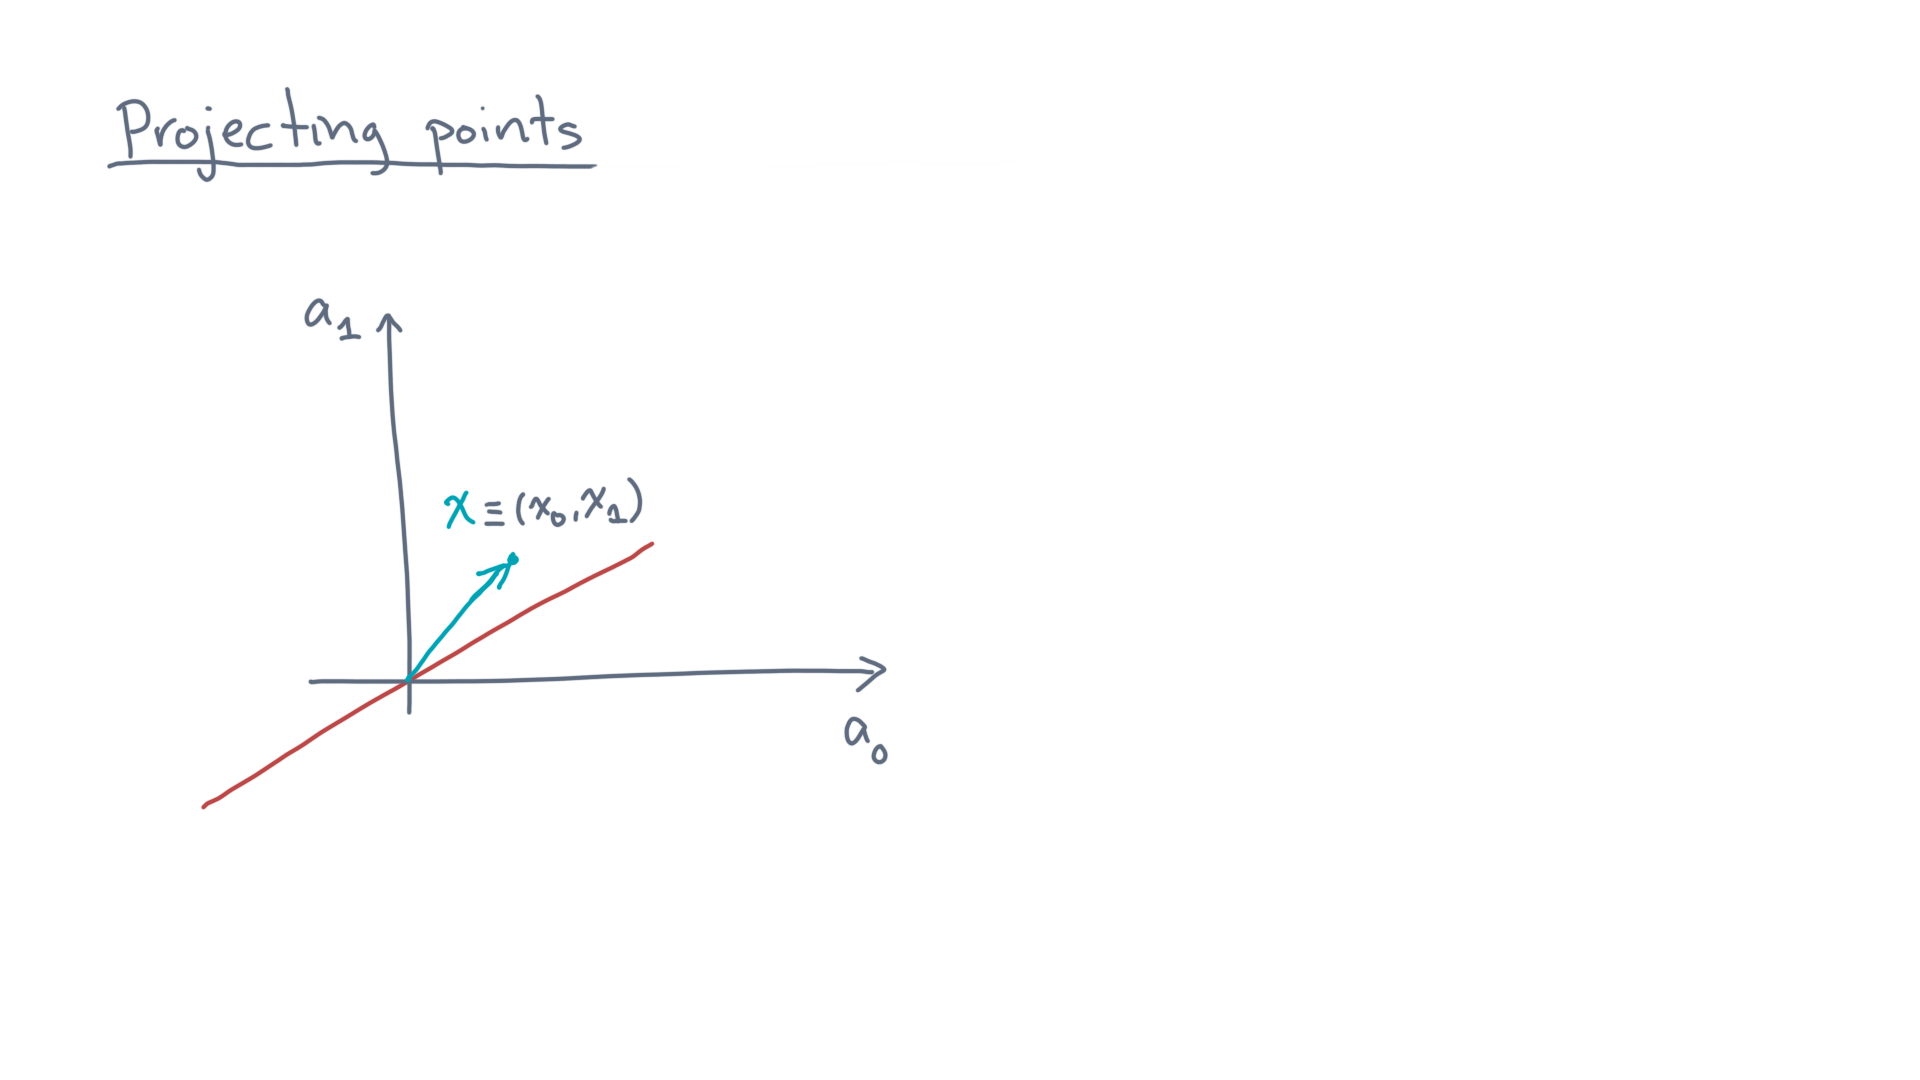 Projecting points
a₁
x ≡ (x₀, x₁)
a₀